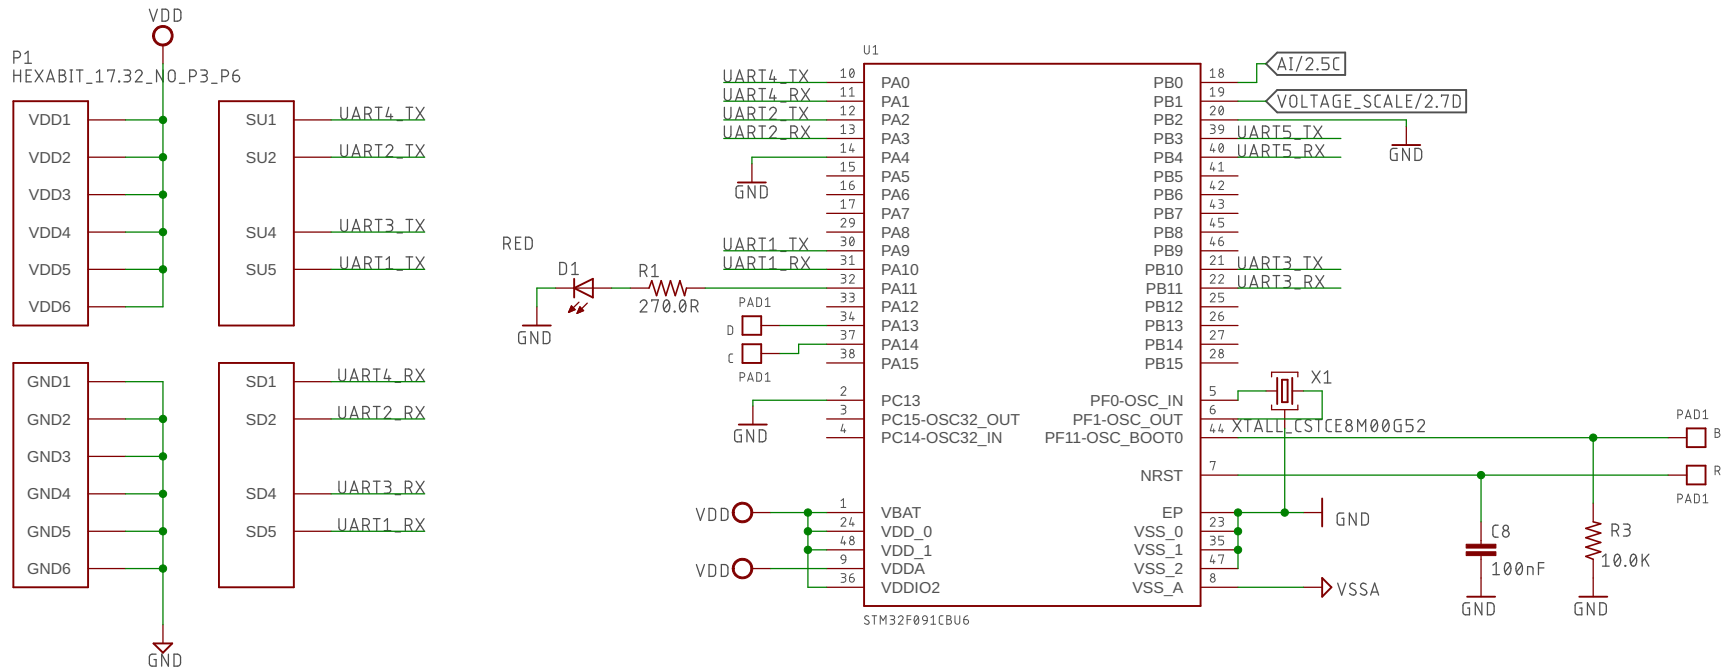 VDD
P1
HEXABIT_17.32_NO_P3_P6
VDD1
VDD2
VDD3
VDD4
VDD5
VDD6
SU1
SU2
SU4
SU5
UART4_TX
UART2_TX
UART3_TX
UART1_TX
GND1
GND2
GND3
GND4
GND5
GND6
SD1
SD2
SD4
SD5
UART4_RX
UART2_RX
UART3_RX
UART1_RX
GND
RED
D1
GND
R1
270.0R
U1
UART4_TX 10 PA0
UART4_RX 11 PA1
UART2_TX 12 PA2
UART2_RX 13 PA3
14 PA4
GND
15 PA5
16 PA6
17 PA7
29 PA8
UART1_TX 30 PA9
UART1_RX 31 PA10
32 PA11
33 PA12
PAD1
D
34 PA13
C
37 PA14
PAD1
38 PA15
2 PC13
GND
3 PC15-OSC32_OUT
4 PC14-OSC32_IN
VDD
1 VBAT
24 VDD_0
48 VDD_1
VDD
9 VDDA
36 VDDIO2
STM32F091CBU6
PB0 18 AI/2.5C
PB1 19 VOLTAGE_SCALE/2.7D
PB2 20
GND
PB3 39 UART5_TX
PB4 40 UART5_RX
PB5 41
PB6 42
PB7 43
PB8 45
PB9 46
PB10 21 UART3_TX
PB11 22 UART3_RX
PB12 25
PB13 26
PB14 27
PB15 28
PF0-OSC_IN 5
X1
PF1-OSC_OUT 6
XTALL_CSTCE8M00G52
PF11-OSC_BOOT0 44
PAD1
B
NRST 7
R
PAD1
EP
GND
VSS_0 23
VSS_1 35
VSS_2 47
VSS_A 8
VSSA
C8
100nF
GND
R3
10.0K
GND